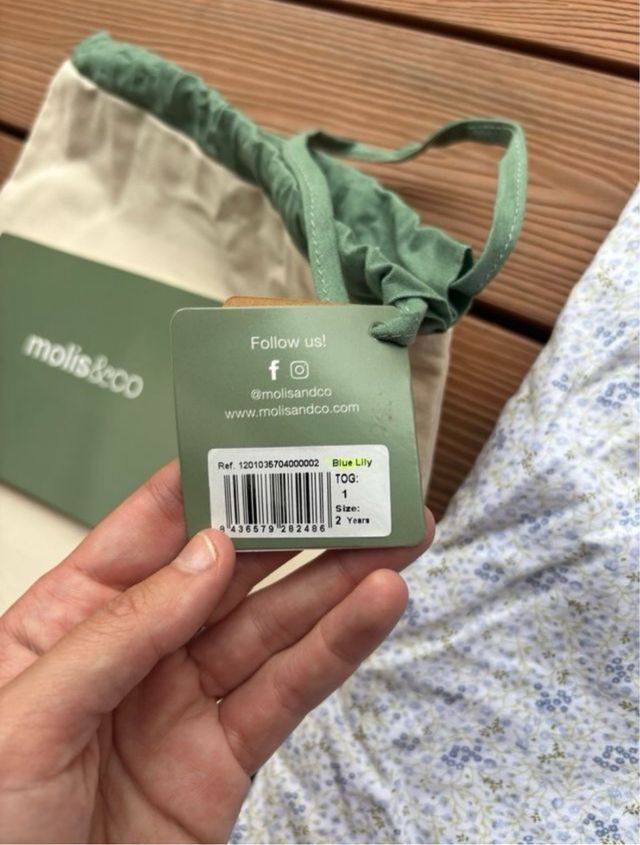 molis&co
Follow us!
@molisandco
www.molisandco.com
Ref. 1201035704000002 Blue Lily
TOG:
1
Size:
2 Years
8 436579 282486